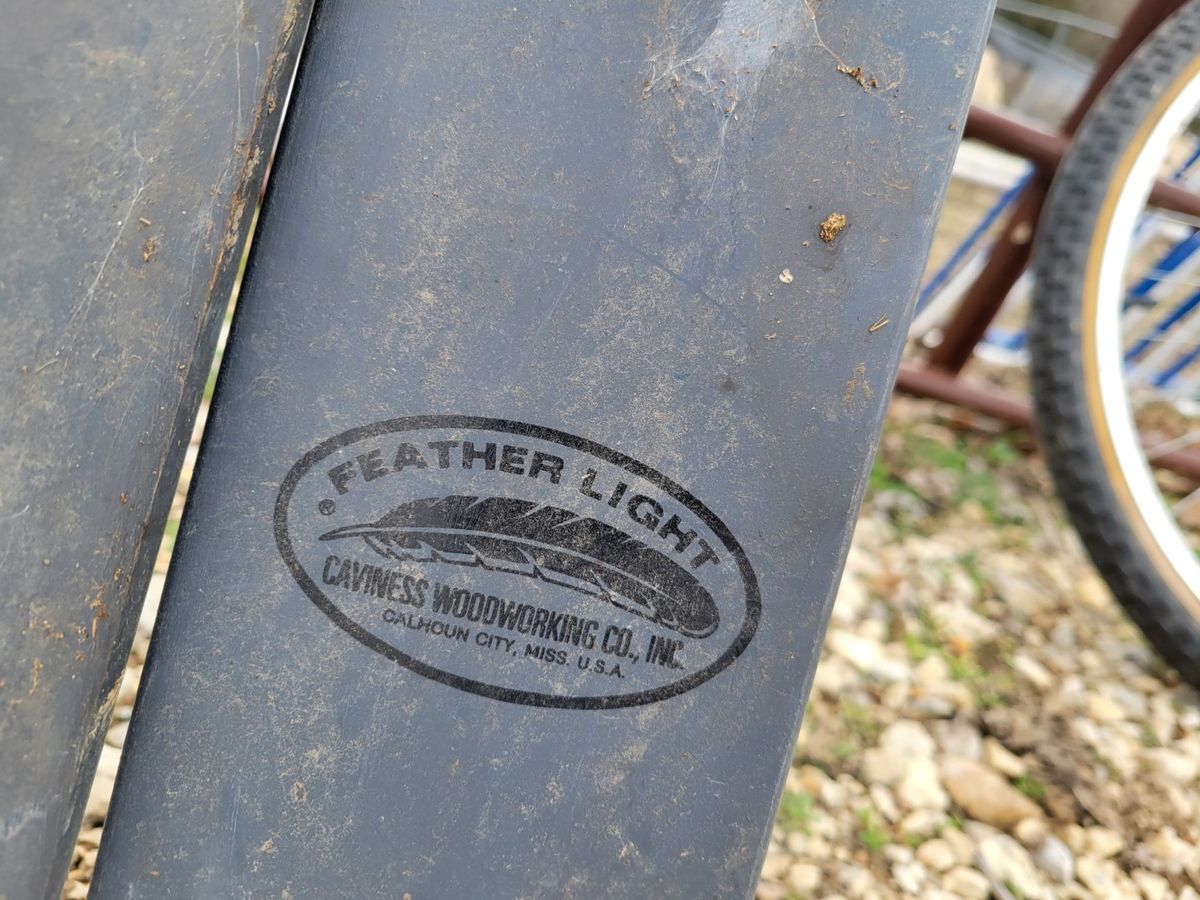 FEATHER LIGHT
®
CAVINESS WOODWORKING CO., INC.
CALHOUN CITY, MISS. U.S.A.